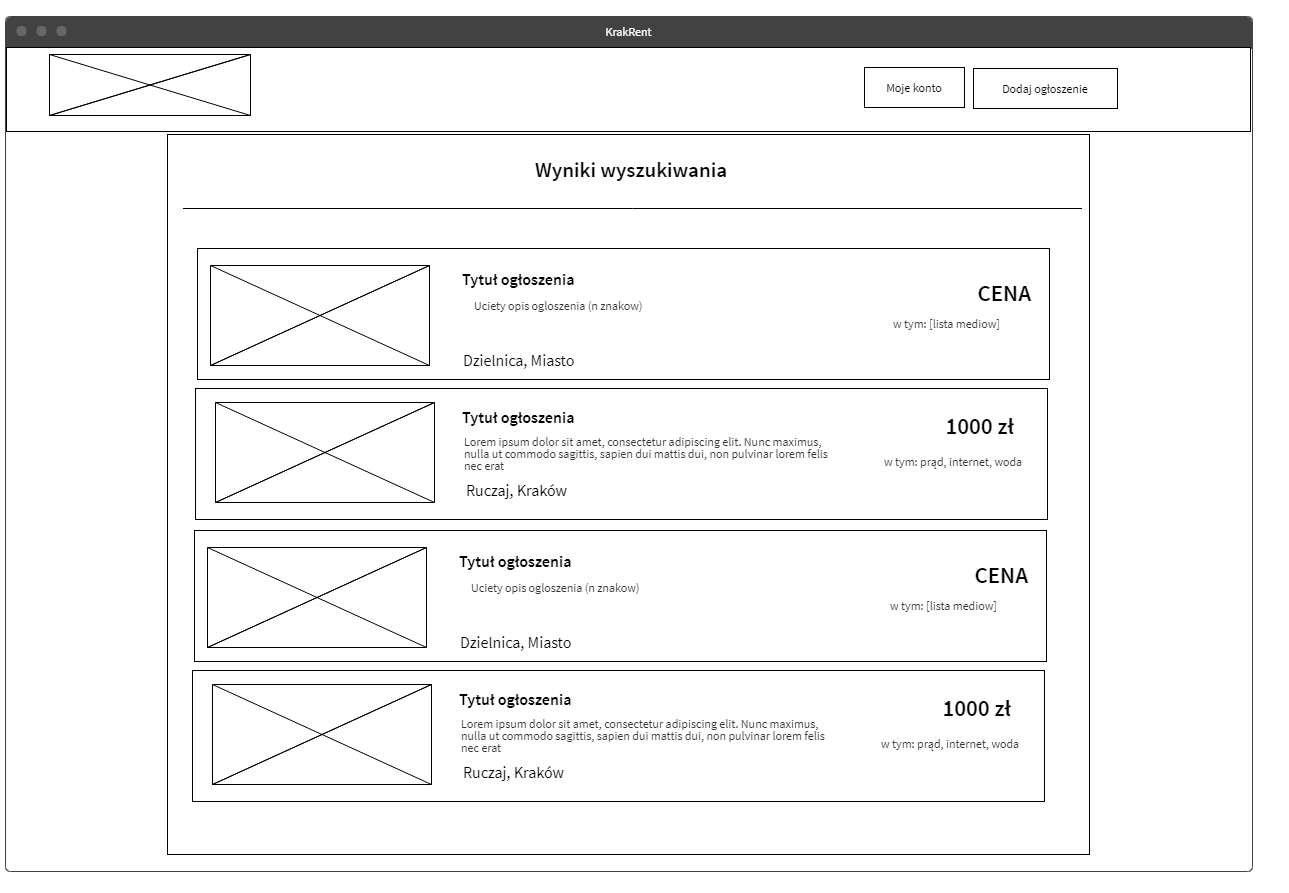 KrakRent
Moje konto
Dodaj ogłoszenie
Wyniki wyszukiwania
Tytuł ogłoszenia
Uciety opis ogloszenia (n znakow)
Dzielnica, Miasto
CENA
w tym: [lista mediow]
Tytuł ogłoszenia
Lorem ipsum dolor sit amet, consectetur adipiscing elit. Nunc maximus,
nulla ut commodo sagittis, sapien dui mattis dui, non pulvinar lorem felis
nec erat
Ruczaj, Kraków
1000 zł
w tym: prąd, internet, woda
Tytuł ogłoszenia
Uciety opis ogloszenia (n znakow)
Dzielnica, Miasto
CENA
w tym: [lista mediow]
Tytuł ogłoszenia
Lorem ipsum dolor sit amet, consectetur adipiscing elit. Nunc maximus,
nulla ut commodo sagittis, sapien dui mattis dui, non pulvinar lorem felis
nec erat
Ruczaj, Kraków
1000 zł
w tym: prąd, internet, woda